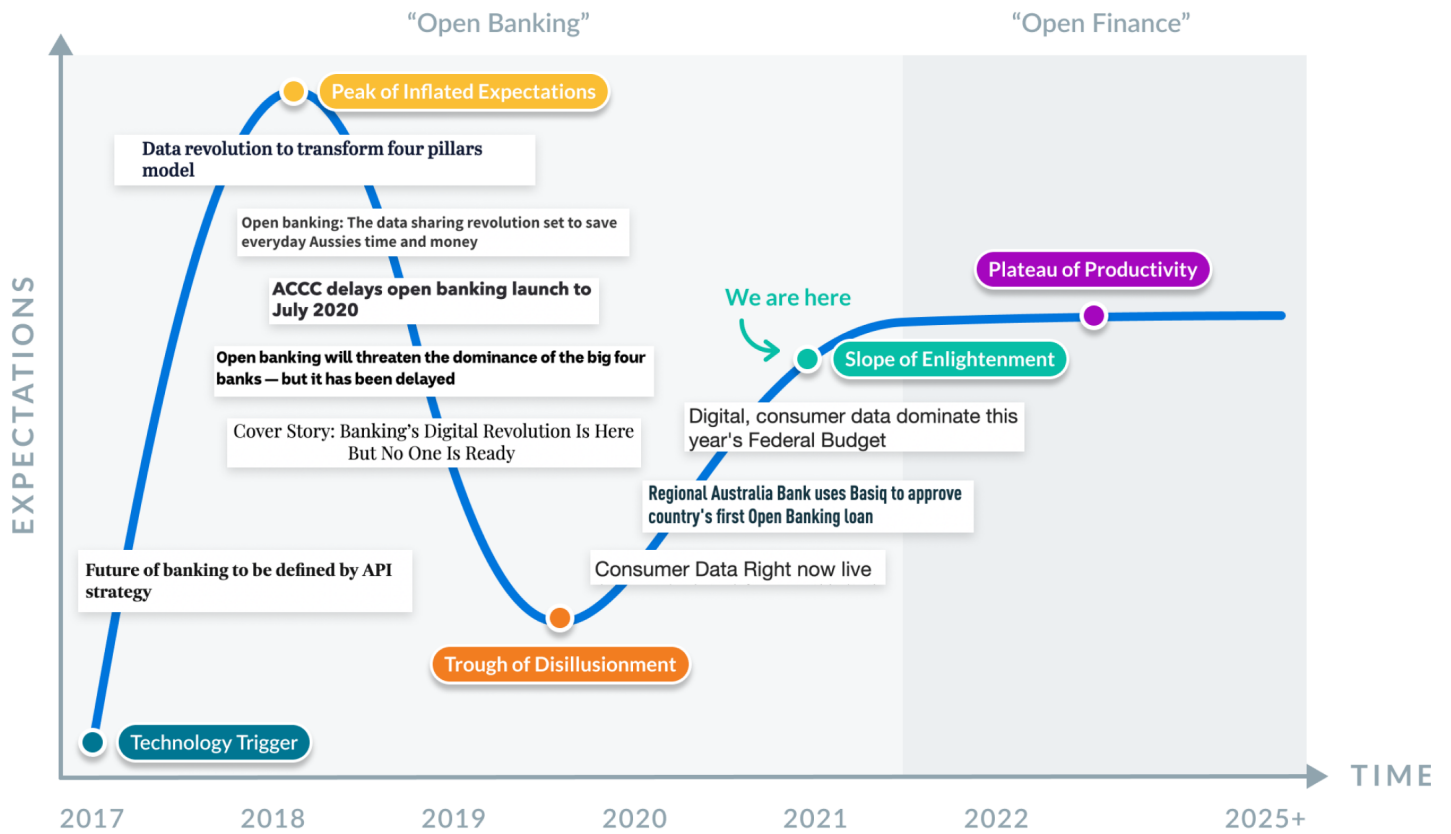 “Open Banking”
“Open Finance”
Peak of Inflated Expectations
Data revolution to transform four pillars
model
Open banking: The data sharing revolution set to save
everyday Aussies time and money
ACCC delays open banking launch to
July 2020
Open banking will threaten the dominance of the big four
banks — but it has been delayed
Cover Story: Banking’s Digital Revolution Is Here
But No One Is Ready
Future of banking to be defined by API
strategy
Trough of Disillusionment
Technology Trigger
We are here
Plateau of Productivity
Slope of Enlightenment
Digital, consumer data dominate this
year's Federal Budget
Regional Australia Bank uses Basiq to approve
country's first Open Banking loan
Consumer Data Right now live
EXPECTATIONS
TIME
2017
2018
2019
2020
2021
2022
2025+